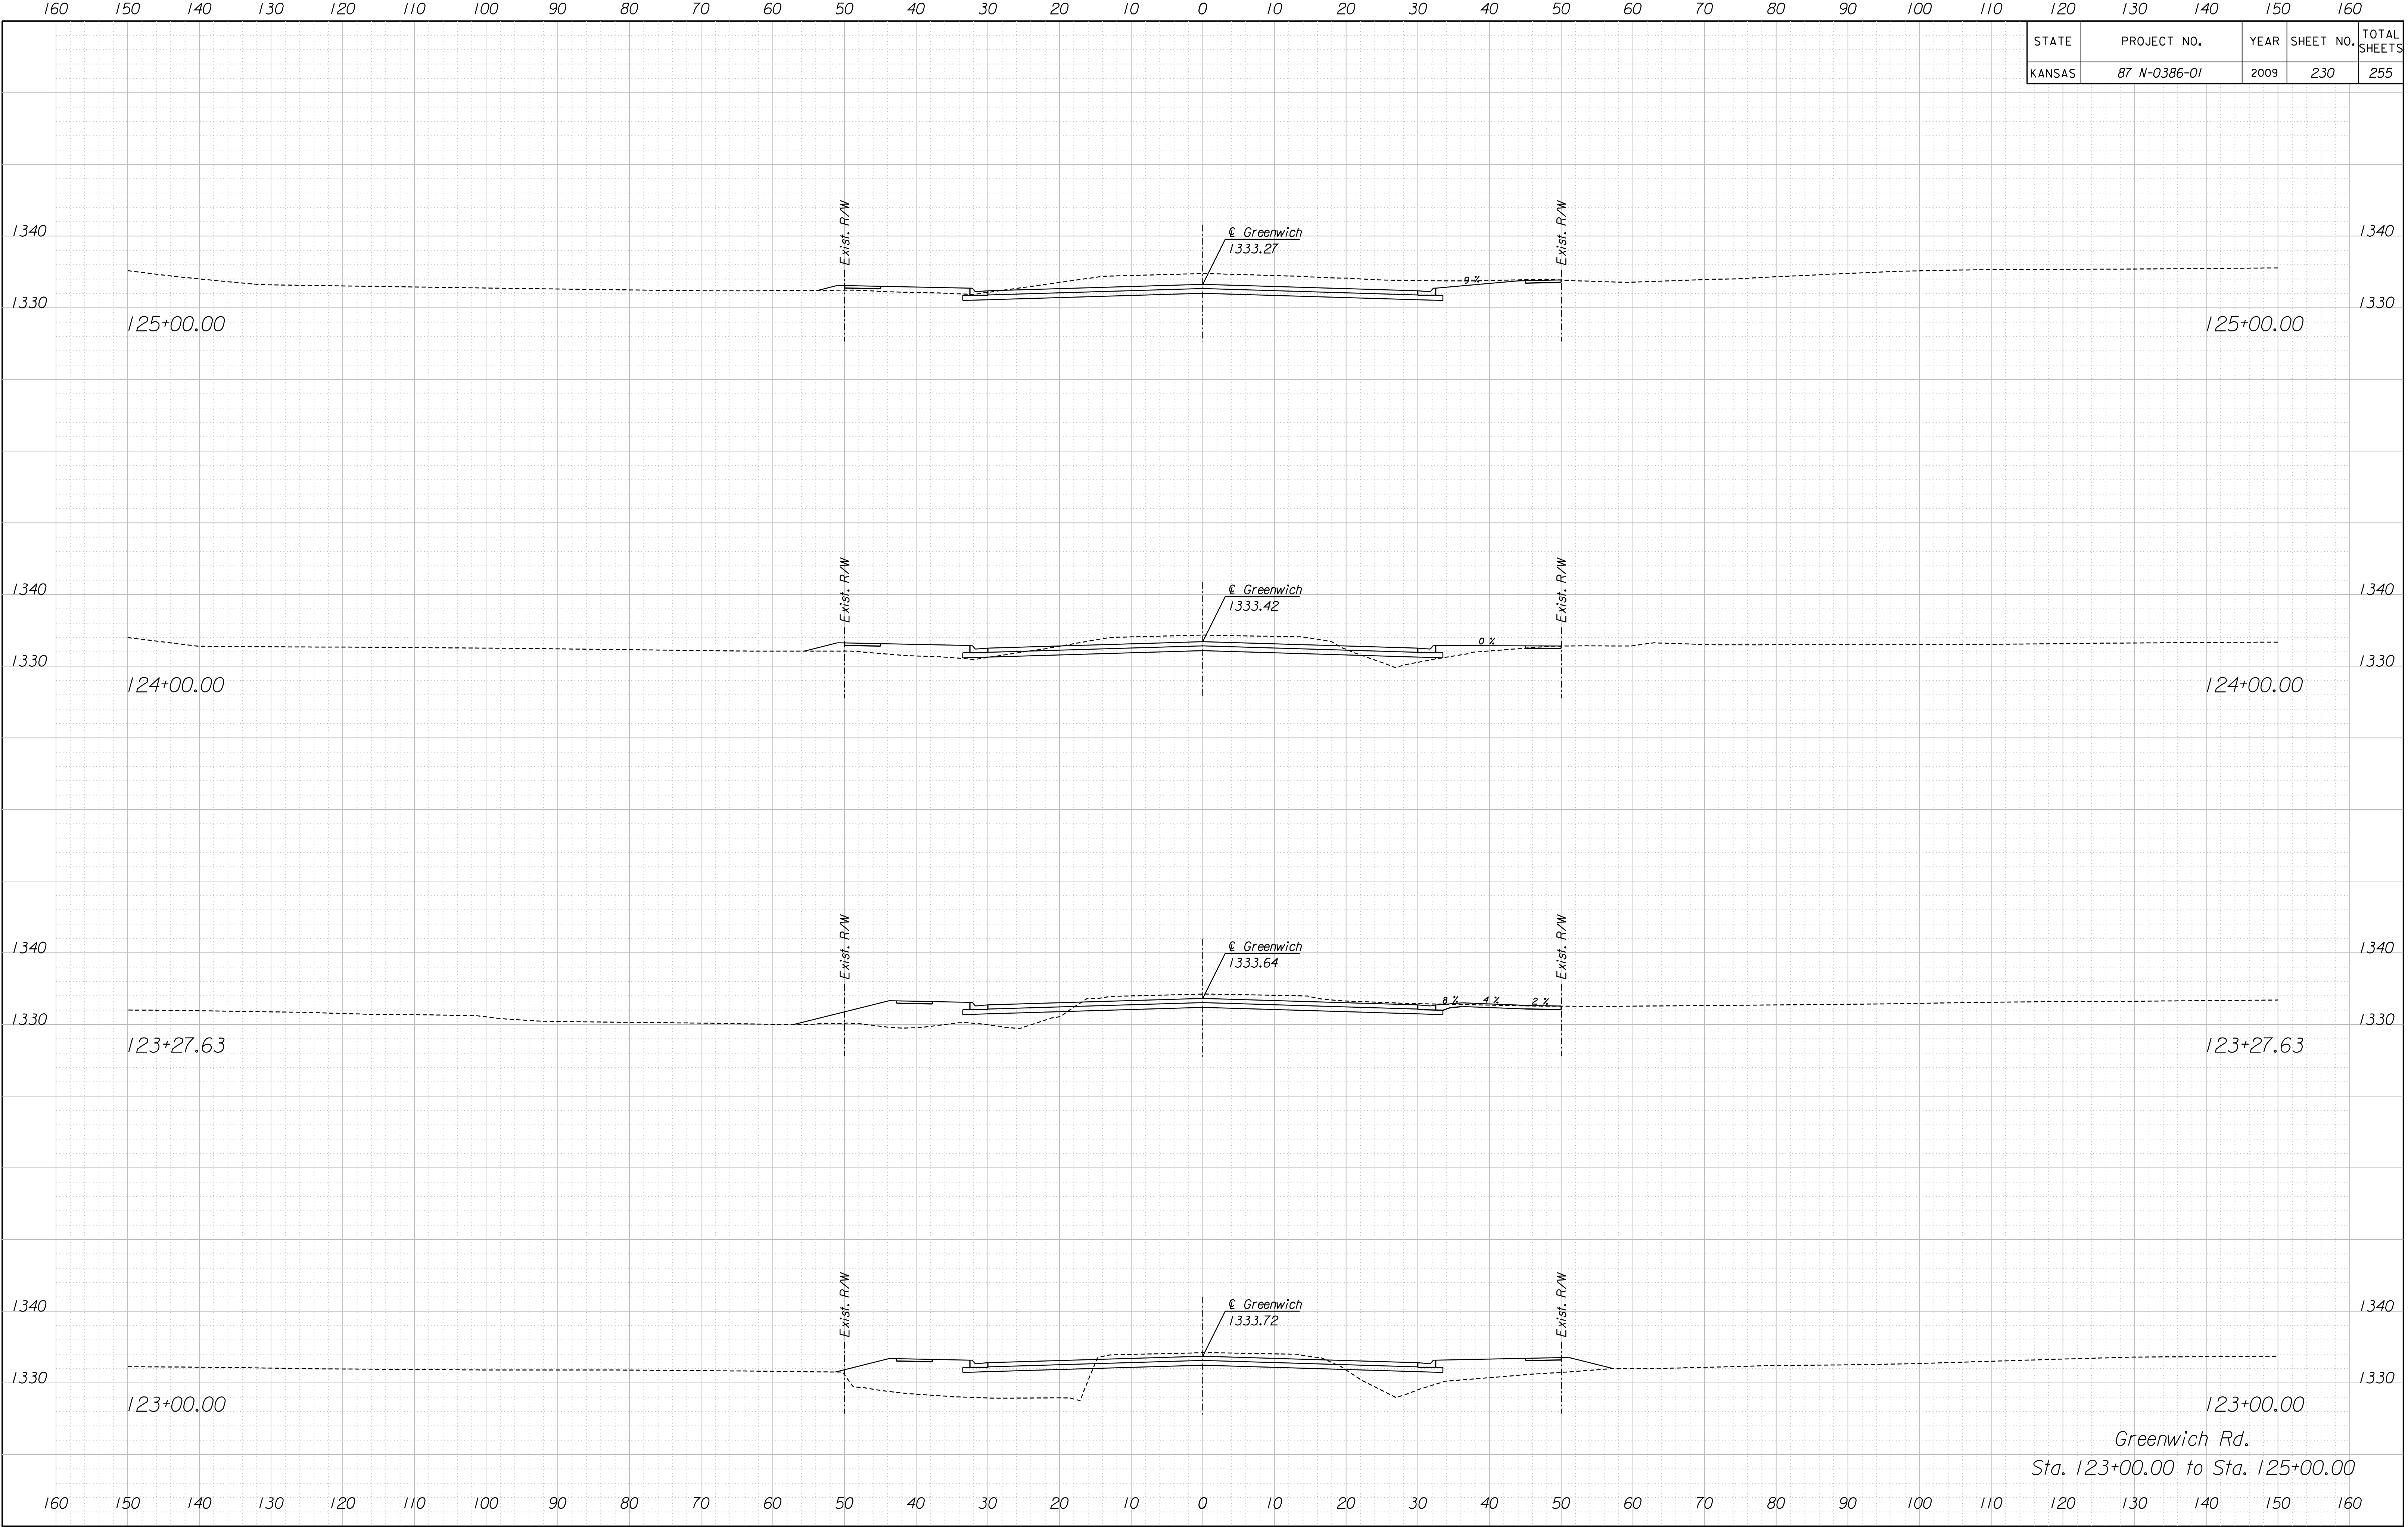 160 150 140 130 120 110 100 90 80 70 60 50 40 30 20 10 0 10 20 30 40 50 60 70 80 90 100 110 120 130 140 150 160
STATE PROJECT NO. YEAR SHEET NO. TOTAL SHEETS
KANSAS 87 N-0386-01 2009 230 255
Exist. R/W
Exist. R/W
1340 ℄ Greenwich 1340
1333.27
9 %
1330 1330
125+00.00 125+00.00
Exist. R/W
Exist. R/W
1340 ℄ Greenwich 1340
1333.42
0 %
1330 1330
124+00.00 124+00.00
Exist. R/W
Exist. R/W
1340 ℄ Greenwich 1340
1333.64
8 % 4 % 2 %
1330 1330
123+27.63 123+27.63
Exist. R/W
Exist. R/W
1340 ℄ Greenwich 1340
1333.72
1330 1330
123+00.00 123+00.00
Greenwich Rd.
Sta. 123+00.00 to Sta. 125+00.00
160 150 140 130 120 110 100 90 80 70 60 50 40 30 20 10 0 10 20 30 40 50 60 70 80 90 100 110 120 130 140 150 160